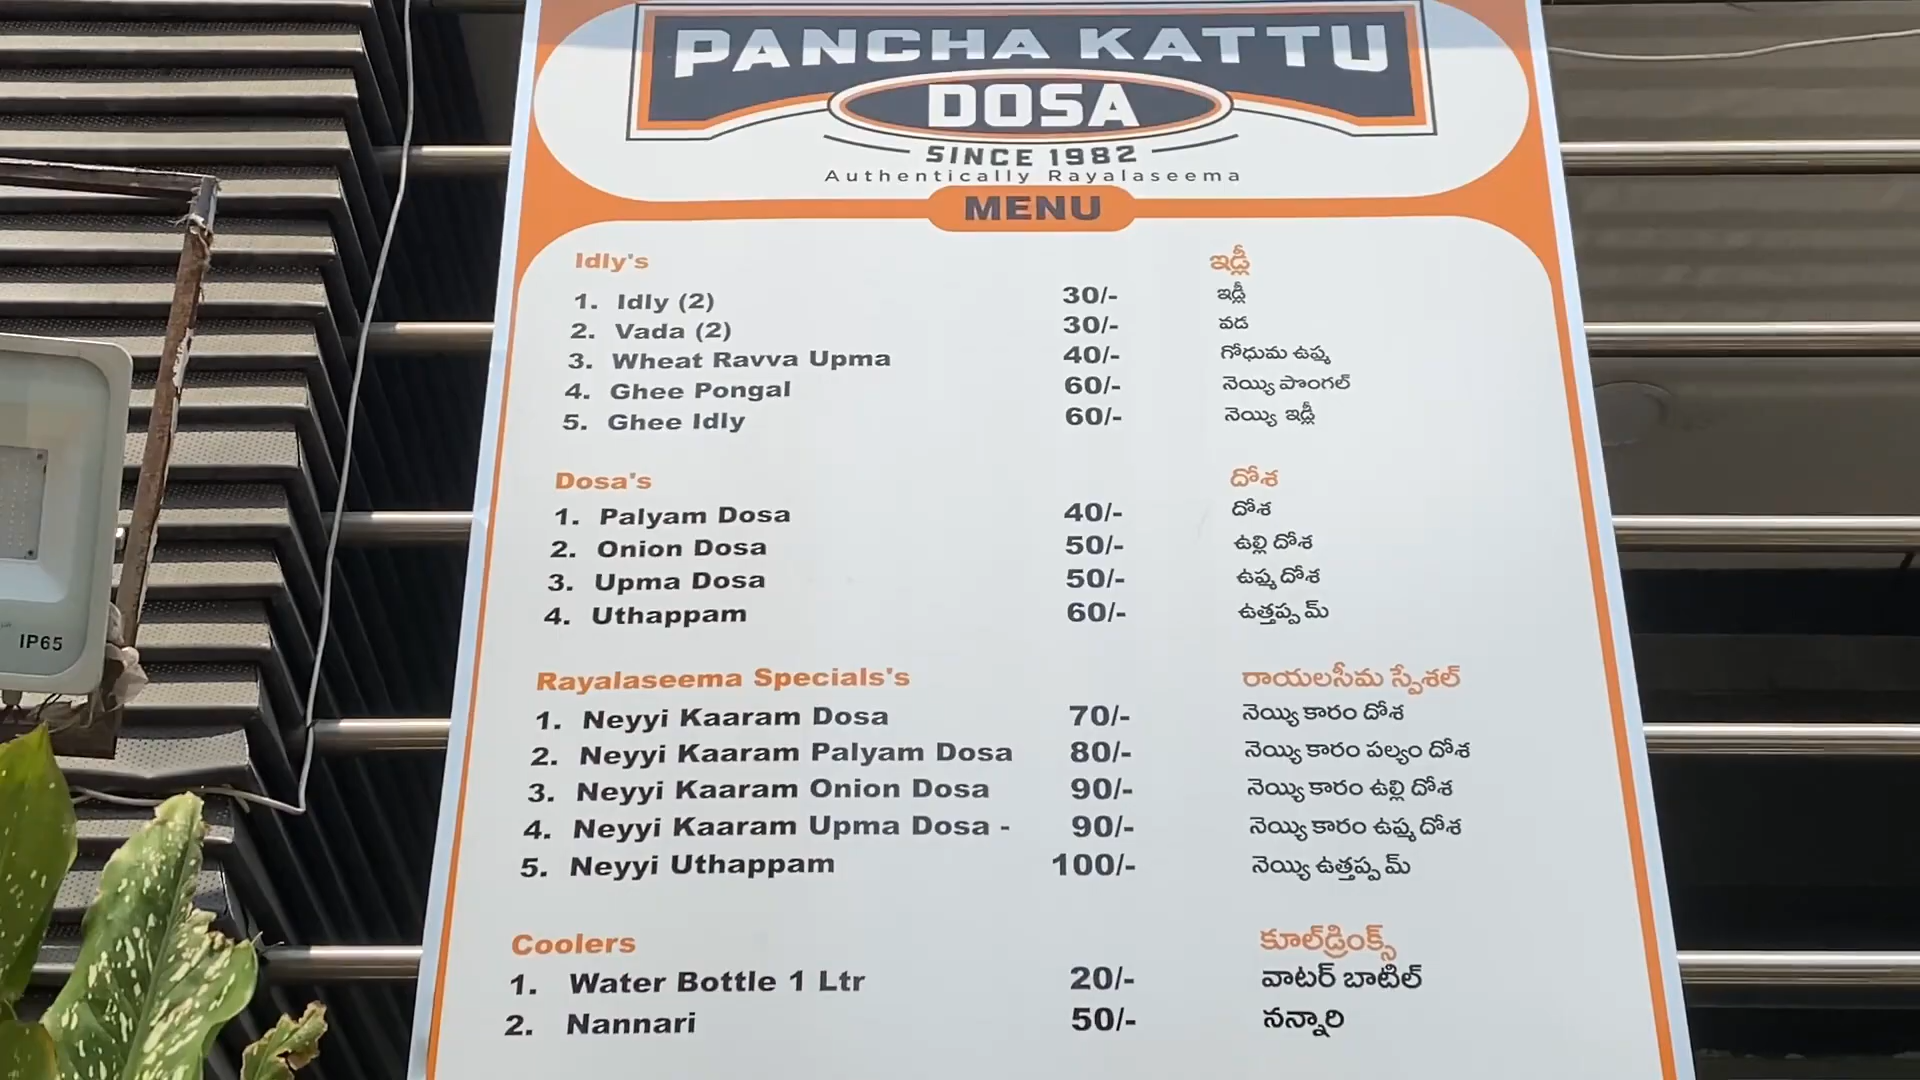 PANCHA KATTU
DOSA
SINCE 1982
Authentically Rayalaseema
MENU
Idly's ఇడ్లీ
1. Idly (2) 30/- ఇడ్లీ
2. Vada (2) 30/- వడ
3. Wheat Ravva Upma 40/- గోధుమ ఉప్మ
4. Ghee Pongal 60/- నెయ్యి పొంగల్
5. Ghee Idly 60/- నెయ్యి ఇడ్లీ
Dosa's దోశ
1. Palyam Dosa 40/- దోశ
2. Onion Dosa 50/- ఉల్లి దోశ
3. Upma Dosa 50/- ఉప్మ దోశ
4. Uthappam 60/- ఉత్తప్పమ్
Rayalaseema Specials's రాయలసీమ స్పేశల్
1. Neyyi Kaaram Dosa 70/- నెయ్యి కారం దోశ
2. Neyyi Kaaram Palyam Dosa 80/- నెయ్యి కారం పల్యం దోశ
3. Neyyi Kaaram Onion Dosa 90/- నెయ్యి కారం ఉల్లి దోశ
4. Neyyi Kaaram Upma Dosa - 90/- నెయ్యి కారం ఉప్మ దోశ
5. Neyyi Uthappam 100/- నెయ్యి ఉత్తప్పమ్
Coolers కూల్‌డ్రింక్స్
1. Water Bottle 1 Ltr 20/- వాటర్ బాటిల్
2. Nannari 50/- నన్నారి
IP65